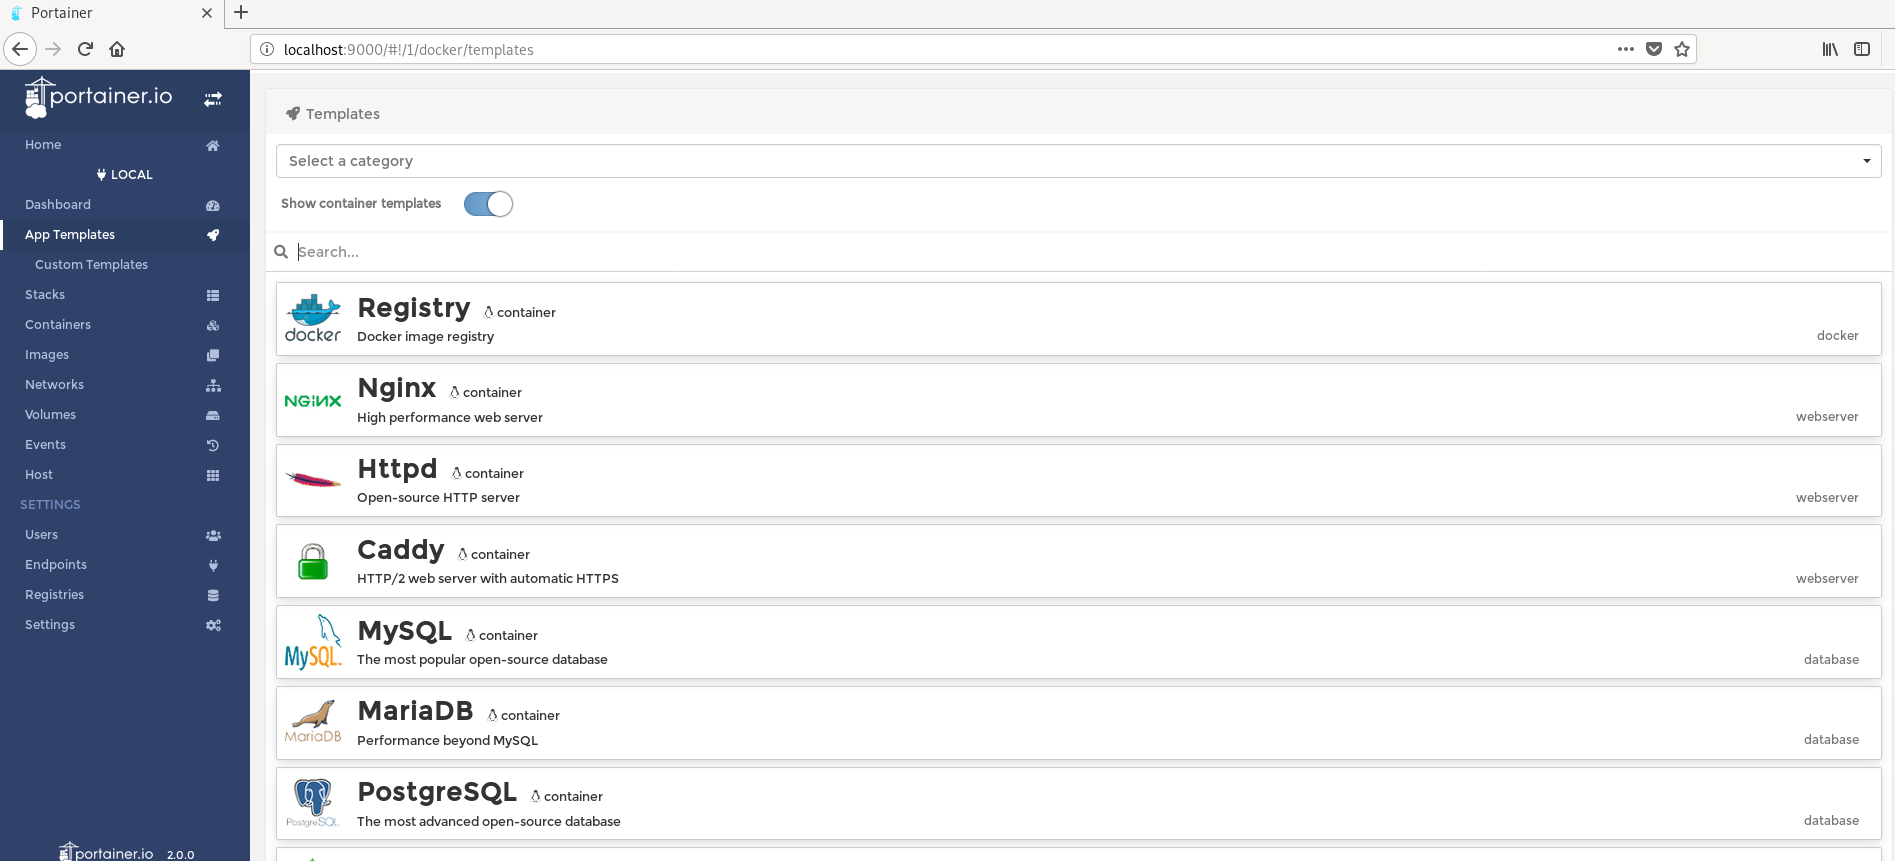 Portainer
localhost:9000/#!/1/docker/templates
portainer.io
Home
LOCAL
Dashboard
App Templates
Custom Templates
Stacks
Containers
Images
Networks
Volumes
Events
Host
SETTINGS
Users
Endpoints
Registries
Settings
portainer.io 2.0.0
Templates
Select a category
Show container templates
Search...
docker
Registry container
Docker image registry
docker
NGINX
Nginx container
High performance web server
webserver
Httpd container
Open-source HTTP server
webserver
Caddy container
HTTP/2 web server with automatic HTTPS
webserver
MySQL
MySQL container
The most popular open-source database
database
MariaDB
MariaDB container
Performance beyond MySQL
database
PostgreSQL
PostgreSQL container
The most advanced open-source database
database